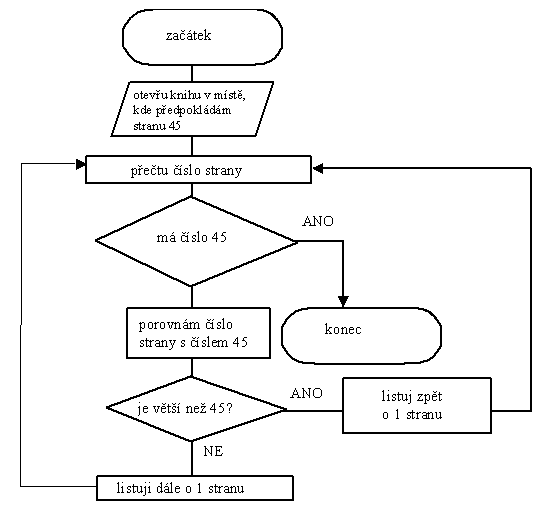 začátek
otevřu knihu v místě,
kde předpokládám
stranu 45
přečtu číslo strany
ANO
má číslo 45
porovnám číslo
strany s číslem 45
konec
ANO
je větší než 45?
listuj zpět
o 1 stranu
NE
listuji dále o 1 stranu